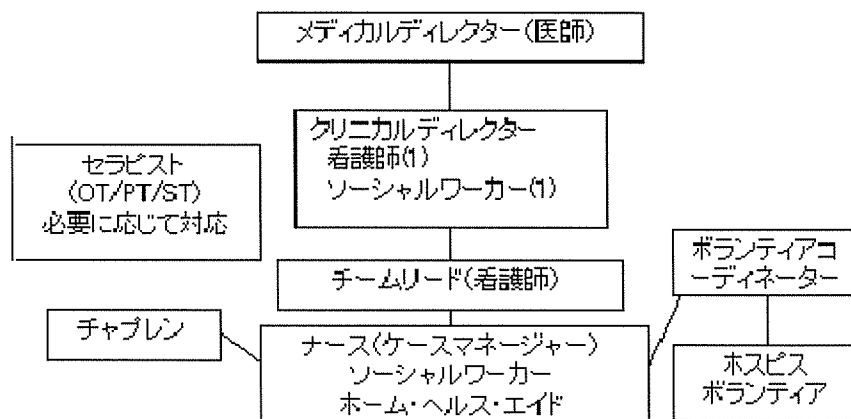 メディカルディレクター(医師)
クリニカルディレクター
看護師(1)
ソーシャルワーカー(1)
セラピスト
(OT/PT/ST)
必要に応じて対応
チームリード(看護師)
ボランティアコ
ーディネーター
チャプレン
ナース(ケースマネージャー)
ソーシャルワーカー
ホーム・ヘルス・エイド
ホスピス
ボランティア